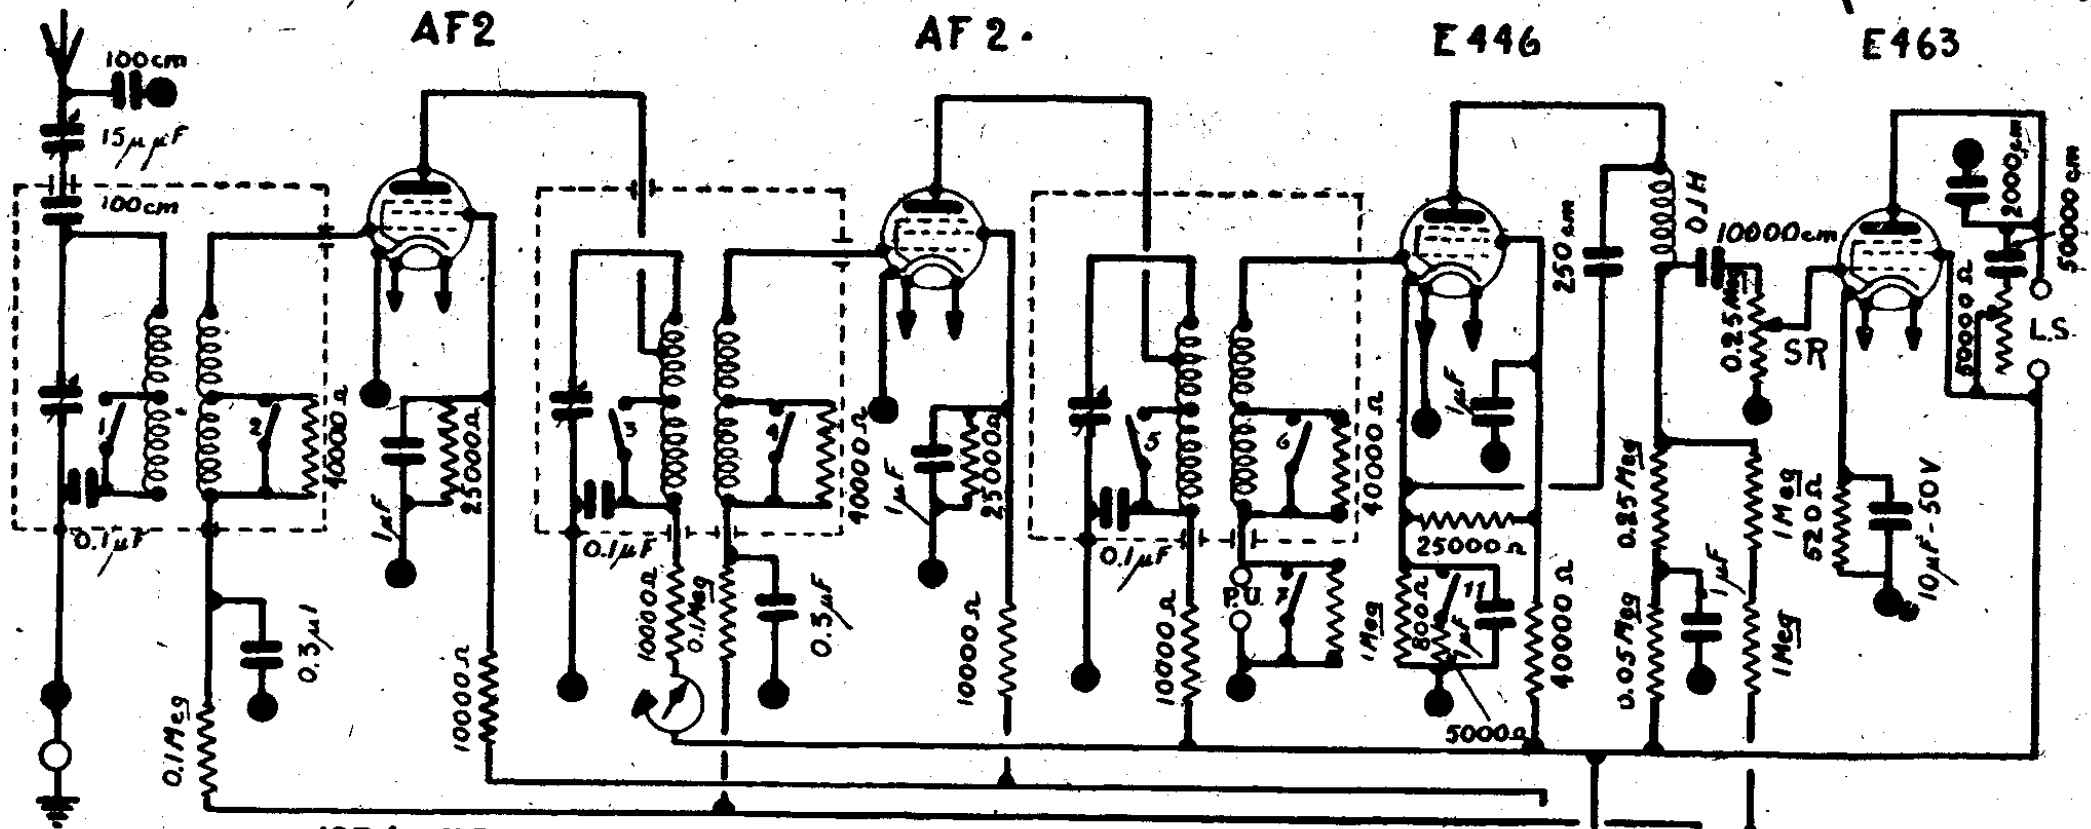 AF2
AF2.
E446
E463
100cm
15µµF
100cm
2
40000Ω
0.1µF
1µF
25000Ω
0.3µ1
0.1Meg
10000Ω
3
4
40000Ω
0.1µF
10000Ω
0.1Meg
0.3µF
1µF
25000Ω
10000Ω
5
6
40000Ω
0.1µF
10000Ω
P.U
7
1Meg
1µF
25000Ω
800Ω
11
1µF
5000Ω
40000Ω
250cm
0.1H
10000cm
0.25Meg
SR
0.25Meg
0.05Meg
1µF
1Meg
1Meg
520Ω
10µF-50V
2000cm
50000cm
50000Ω
L.S